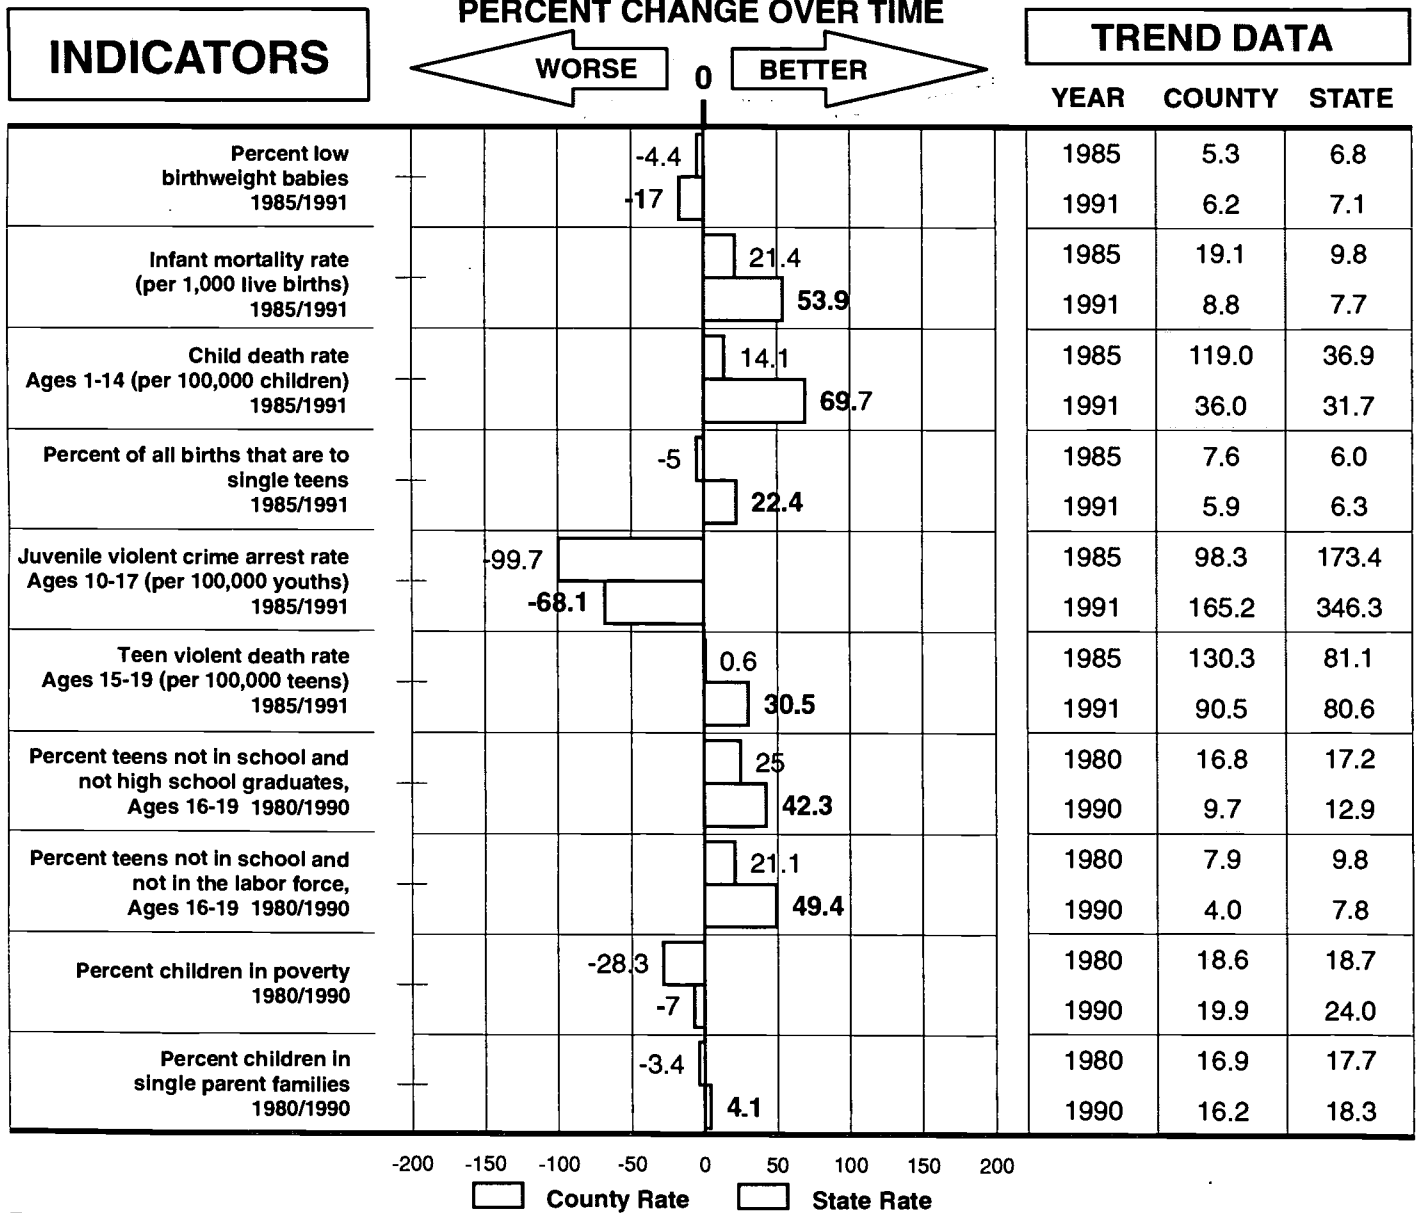 PERCENT CHANGE OVER TIME
INDICATORS
WORSE 0 BETTER
TREND DATA
YEAR COUNTY STATE
Percent low
birthweight babies
1985/1991
-4.4
-17
1985 5.3 6.8
1991 6.2 7.1
Infant mortality rate
(per 1,000 live births)
1985/1991
21.4
53.9
1985 19.1 9.8
1991 8.8 7.7
Child death rate
Ages 1-14 (per 100,000 children)
1985/1991
14.1
69.7
1985 119.0 36.9
1991 36.0 31.7
Percent of all births that are to
single teens
1985/1991
-5
22.4
1985 7.6 6.0
1991 5.9 6.3
Juvenile violent crime arrest rate
Ages 10-17 (per 100,000 youths)
1985/1991
-99.7
-68.1
1985 98.3 173.4
1991 165.2 346.3
Teen violent death rate
Ages 15-19 (per 100,000 teens)
1985/1991
0.6
30.5
1985 130.3 81.1
1991 90.5 80.6
Percent teens not in school and
not high school graduates,
Ages 16-19 1980/1990
25
42.3
1980 16.8 17.2
1990 9.7 12.9
Percent teens not in school and
not in the labor force,
Ages 16-19 1980/1990
21.1
49.4
1980 7.9 9.8
1990 4.0 7.8
Percent children in poverty
1980/1990
-28.3
-7
1980 18.6 18.7
1990 19.9 24.0
Percent children in
single parent families
1980/1990
-3.4
4.1
1980 16.9 17.7
1990 16.2 18.3
-200 -150 -100 -50 0 50 100 150 200
County Rate State Rate